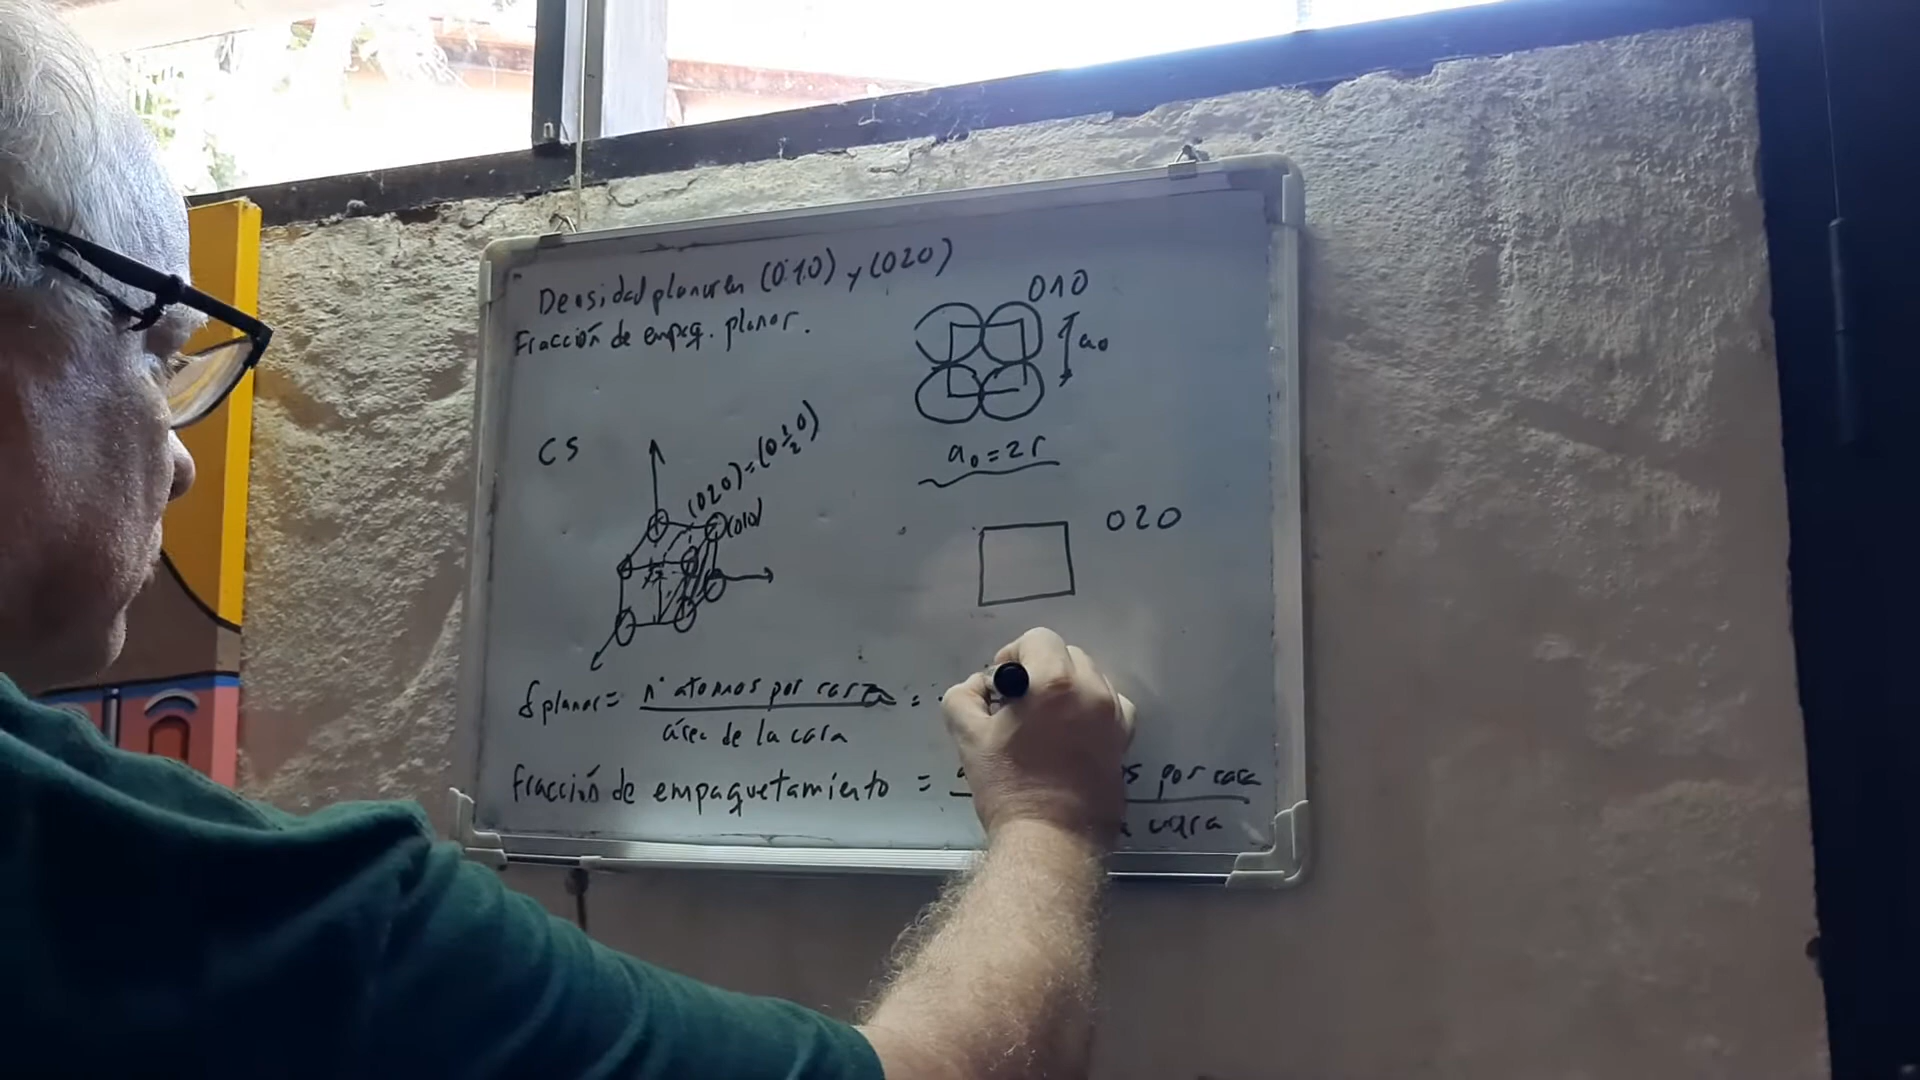 Densidad planar en (010) y (020)
Fracción de empaq. planar.
010
a₀
a₀ = 2r
CS
(020) = (0 1/2 0)
(010)
020
δ planar = n° atomos por cara =
área de la cara
Fracción de empaquetamiento =
por cara
cara